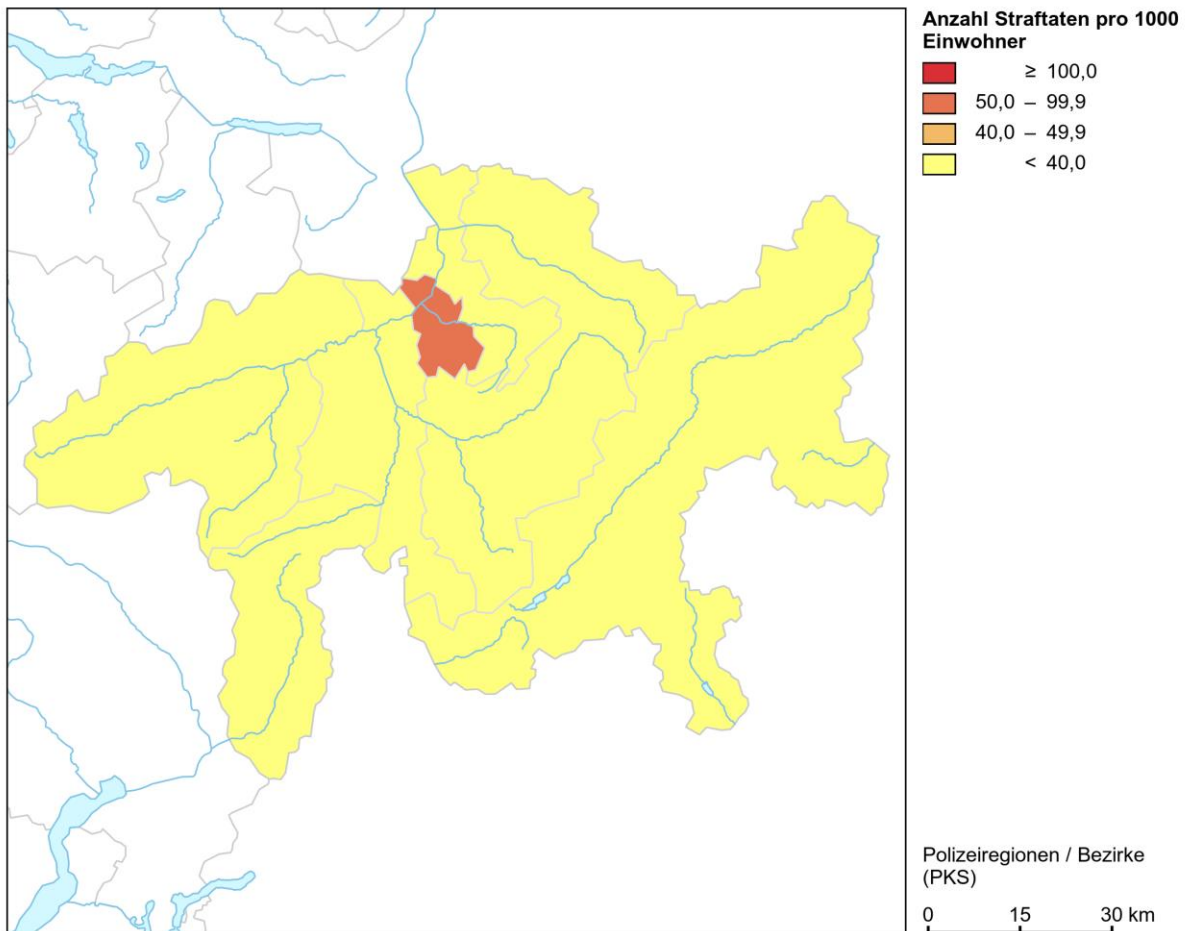 Anzahl Straftaten pro 1000
Einwohner
≥ 100,0
50,0 – 99,9
40,0 – 49,9
< 40,0
Polizeiregionen / Bezirke
(PKS)
0 15 30 km